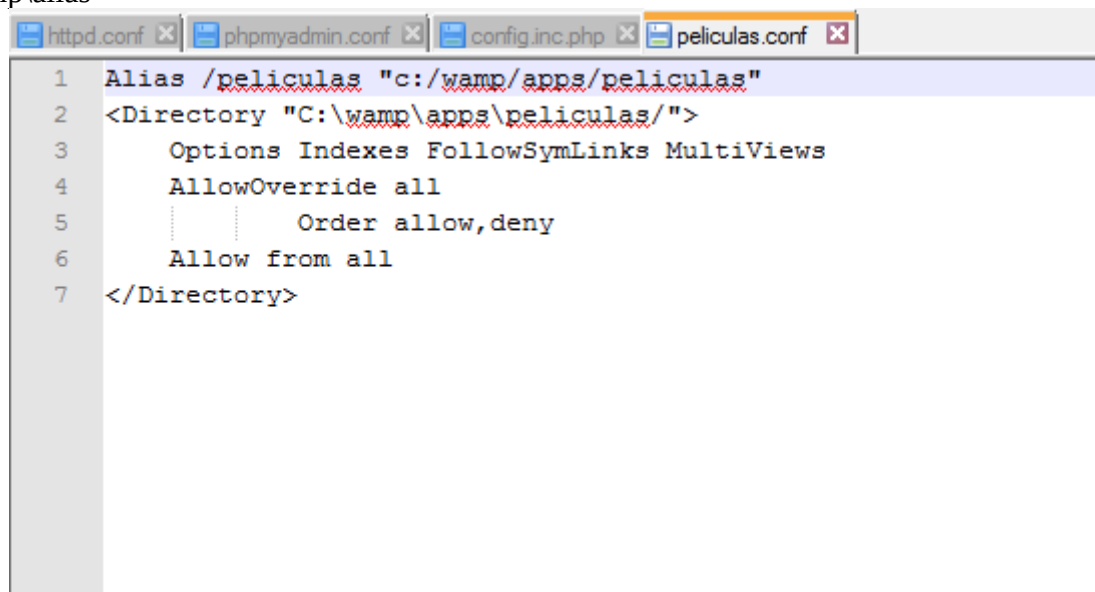 httpd.conf phpmyadmin.conf config.inc.php peliculas.conf
1 Alias /peliculas "c:/wamp/apps/peliculas"
2 <Directory "C:\wamp\apps\peliculas/">
3 Options Indexes FollowSymLinks MultiViews
4 AllowOverride all
5 Order allow,deny
6 Allow from all
7 </Directory>